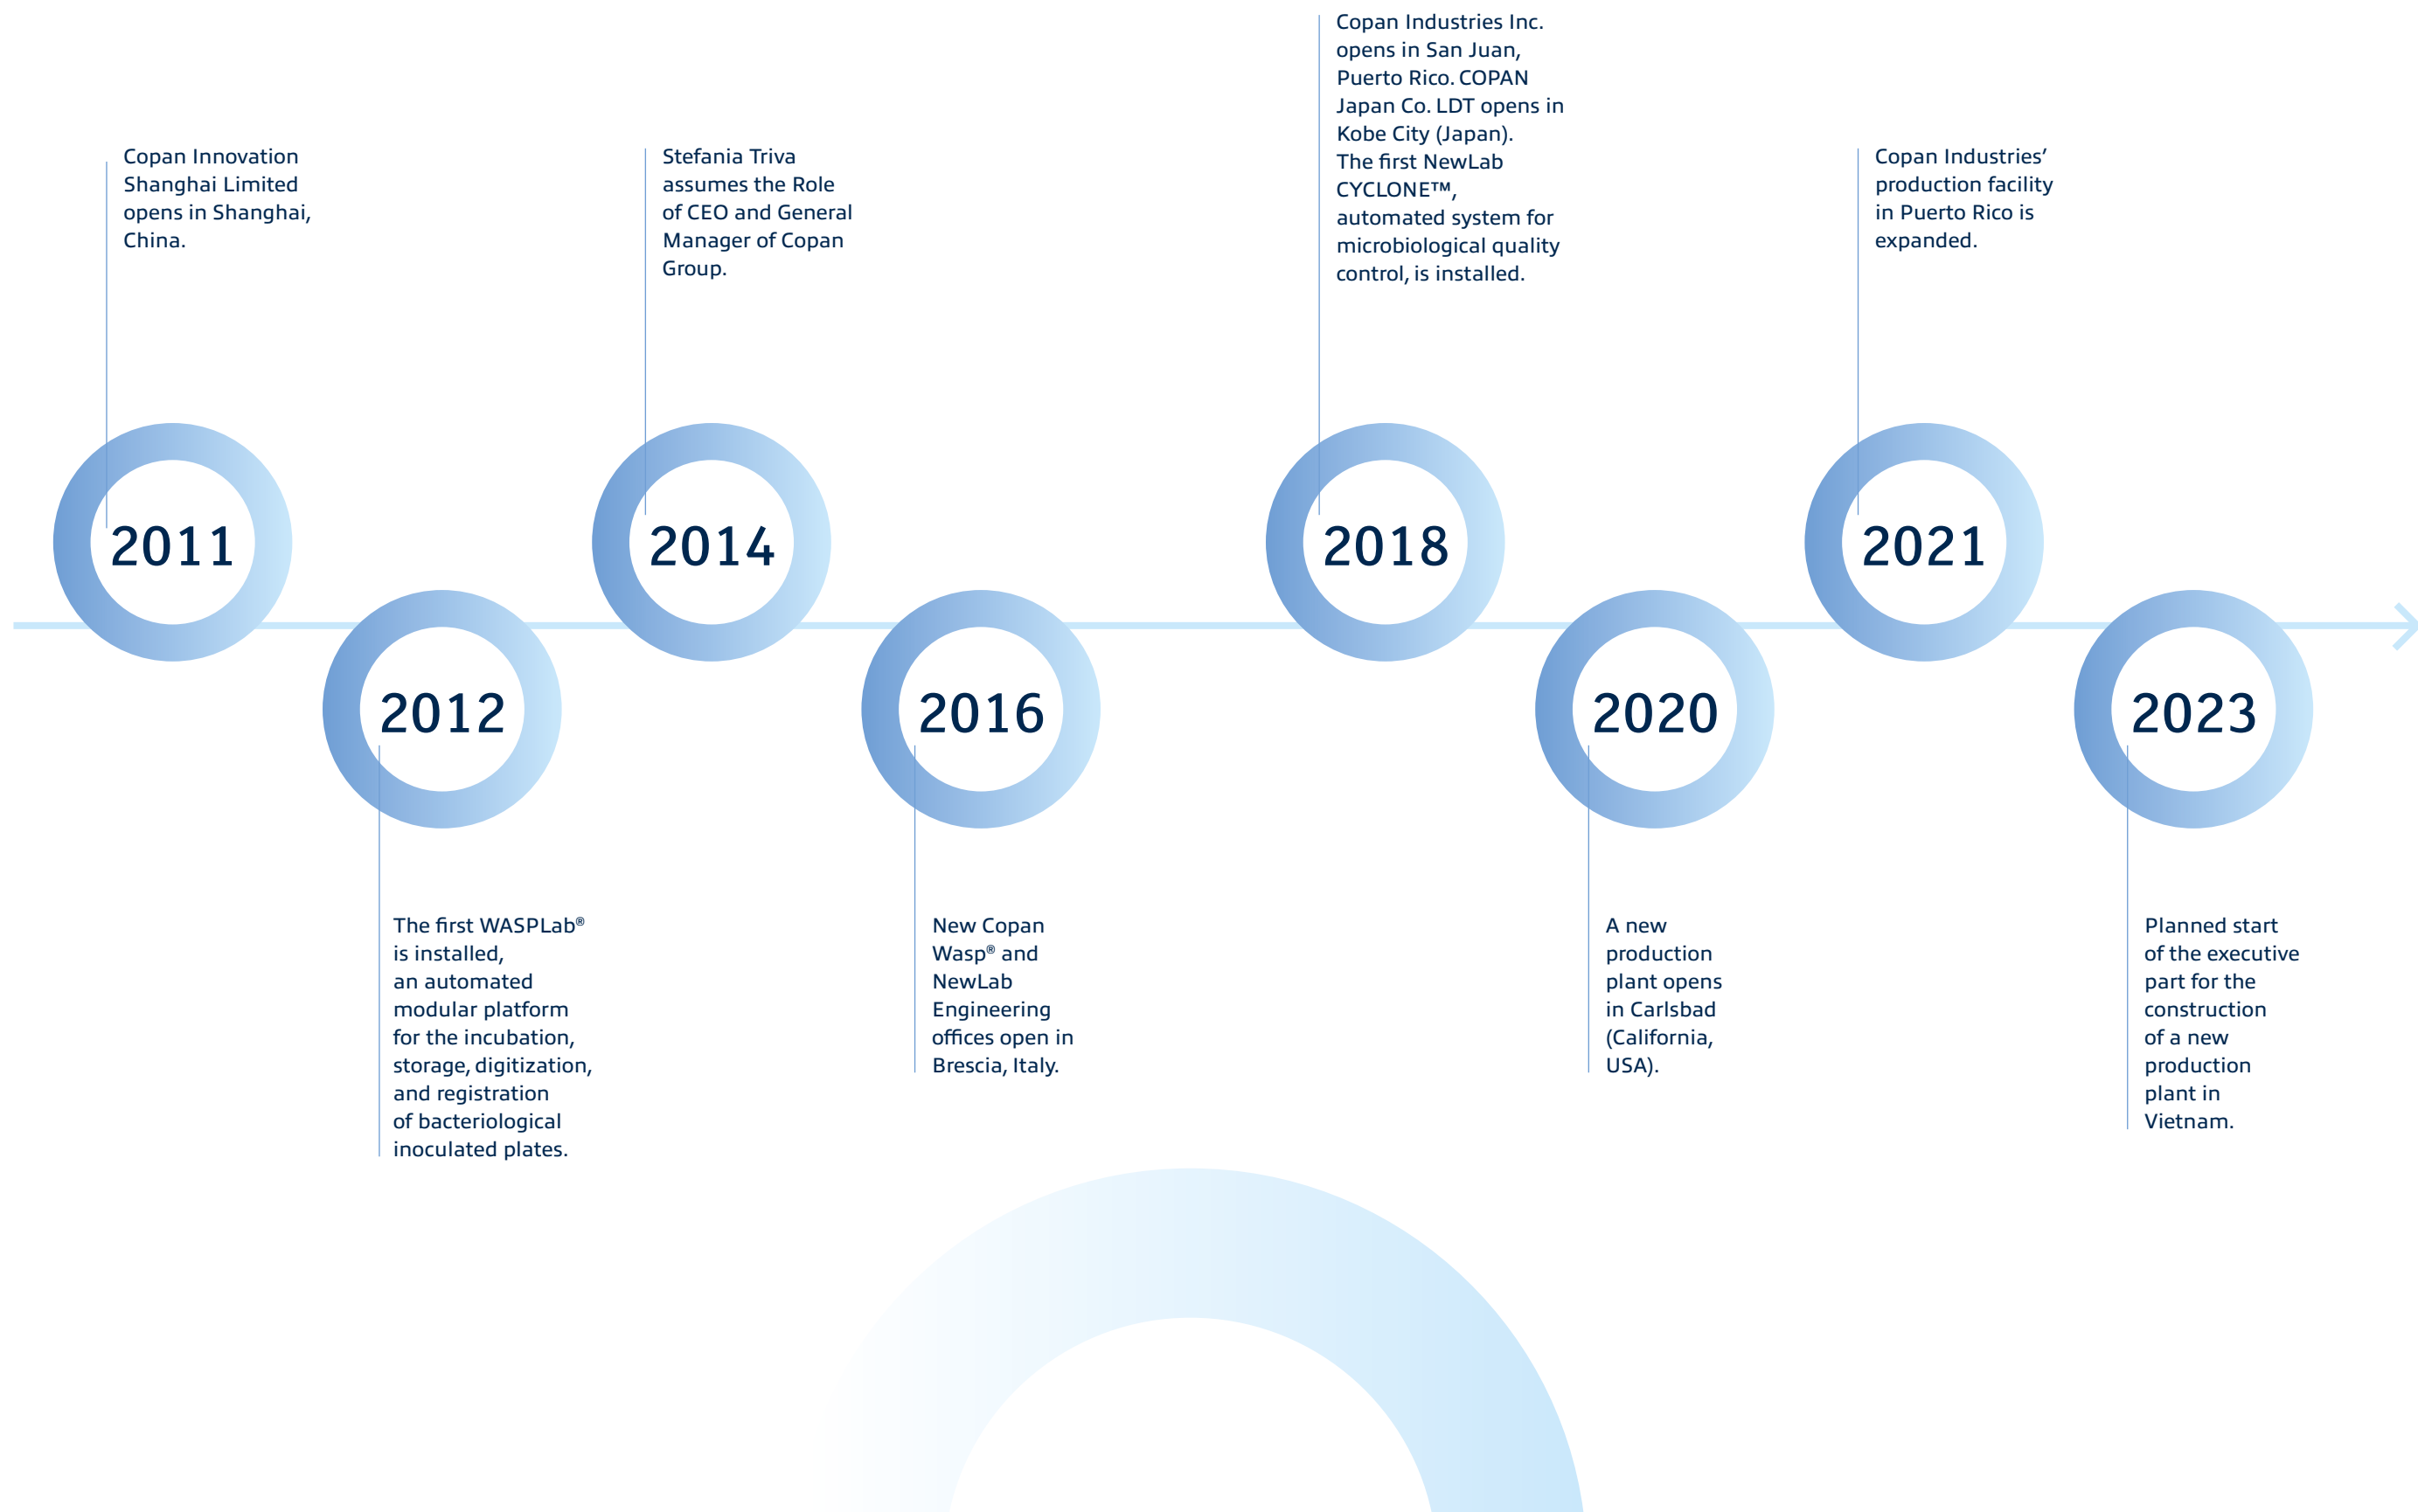 Copan Innovation
Shanghai Limited
opens in Shanghai,
China.
2011
2012
The first WASPLab®
is installed,
an automated
modular platform
for the incubation,
storage, digitization,
and registration
of bacteriological
inoculated plates.
Stefania Triva
assumes the Role
of CEO and General
Manager of Copan
Group.
2014
2016
New Copan
Wasp® and
NewLab
Engineering
offices open in
Brescia, Italy.
Copan Industries Inc.
opens in San Juan,
Puerto Rico. COPAN
Japan Co. LDT opens in
Kobe City (Japan).
The first NewLab
CYCLONE™,
automated system for
microbiological quality
control, is installed.
2018
2020
A new
production
plant opens
in Carlsbad
(California,
USA).
Copan Industries’
production facility
in Puerto Rico is
expanded.
2021
2023
Planned start
of the executive
part for the
construction
of a new
production
plant in
Vietnam.